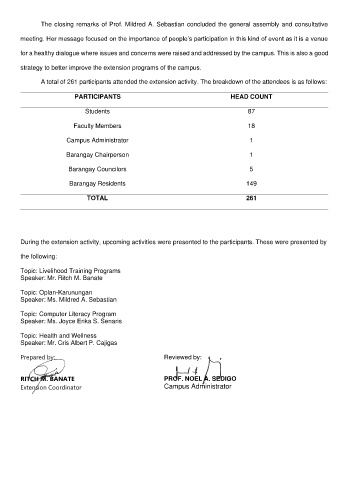 The closing remarks of Prof. Mildred A. Sebastian concluded the general assembly and consultative
meeting. Her message focused on the importance of people's participation in this kind of event as it is a venue
for a healthy dialogue where issues and concerns were raised and addressed by the campus. This is also a good
strategy to better improve the extension programs of the campus.
A total of 261 participants attended the extension activity. The breakdown of the attendees is as follows:
PARTICIPANTS HEAD COUNT
Students 87
Faculty Members 18
Campus Administrator 1
Barangay Chairperson 1
Barangay Councilors 5
Barangay Residents 149
TOTAL 261
During the extension activity, upcoming activities were presented to the participants. These were presented by
the following:
Topic: Livelihood Training Programs
Speaker: Mr. Ritch M. Banate
Topic: Oplan-Karunungan
Speaker: Ms. Mildred A. Sebastian
Topic: Computer Literacy Program
Speaker: Ms. Joyce Erika S. Senaris
Topic: Health and Wellness
Speaker: Mr. Cris Albert P. Cajigas
Prepared by: Reviewed by:
RITCH M. BANATE PROF. NOEL A. SEDIGO
Extension Coordinator Campus Administrator